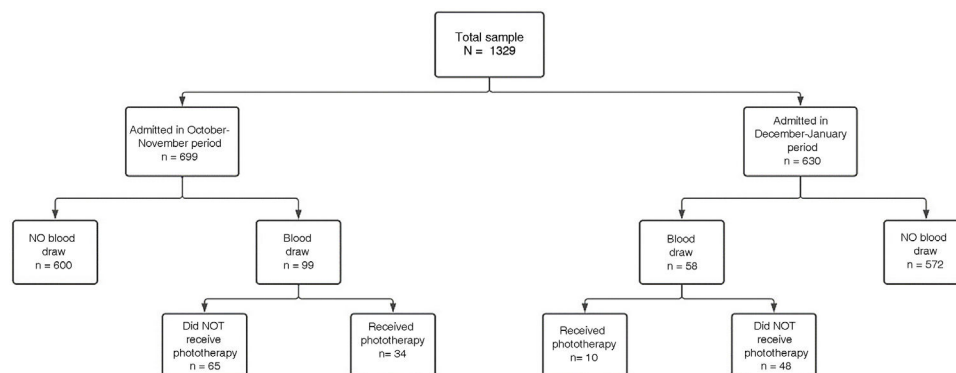 Total sample
N = 1329
Admitted in October-
November period
n = 699
Admitted in
December-January
period
n = 630
NO blood
draw
n = 600
Blood
draw
n = 99
Blood
draw
n = 58
NO blood
draw
n = 572
Did NOT
receive
phototherapy
n = 65
Received
phototherapy
n= 34
Received
phototherapy
n= 10
Did NOT
receive
phototherapy
n = 48